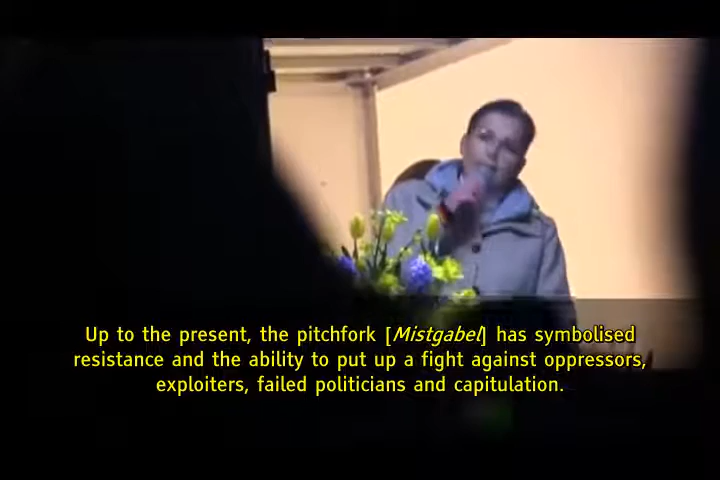 Up to the present, the pitchfork [Mistgabel] has symbolised
resistance and the ability to put up a fight against oppressors,
exploiters, failed politicians and capitulation.